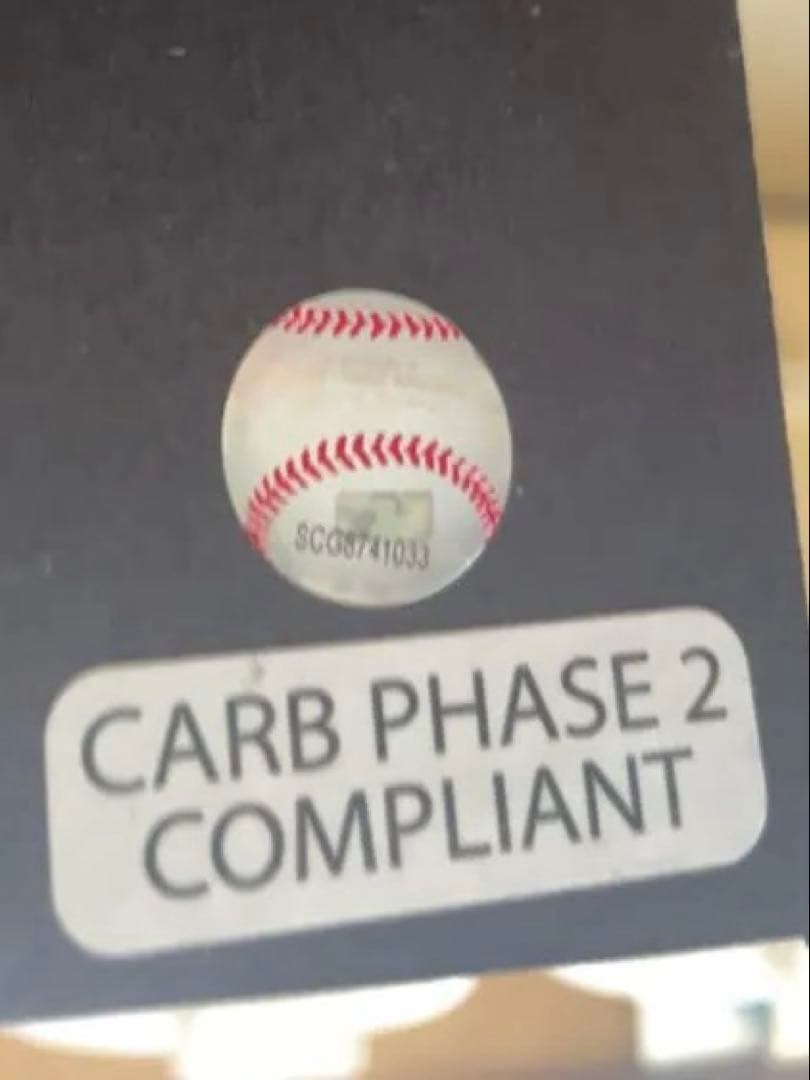 SCG8741033
CARB PHASE 2
COMPLIANT